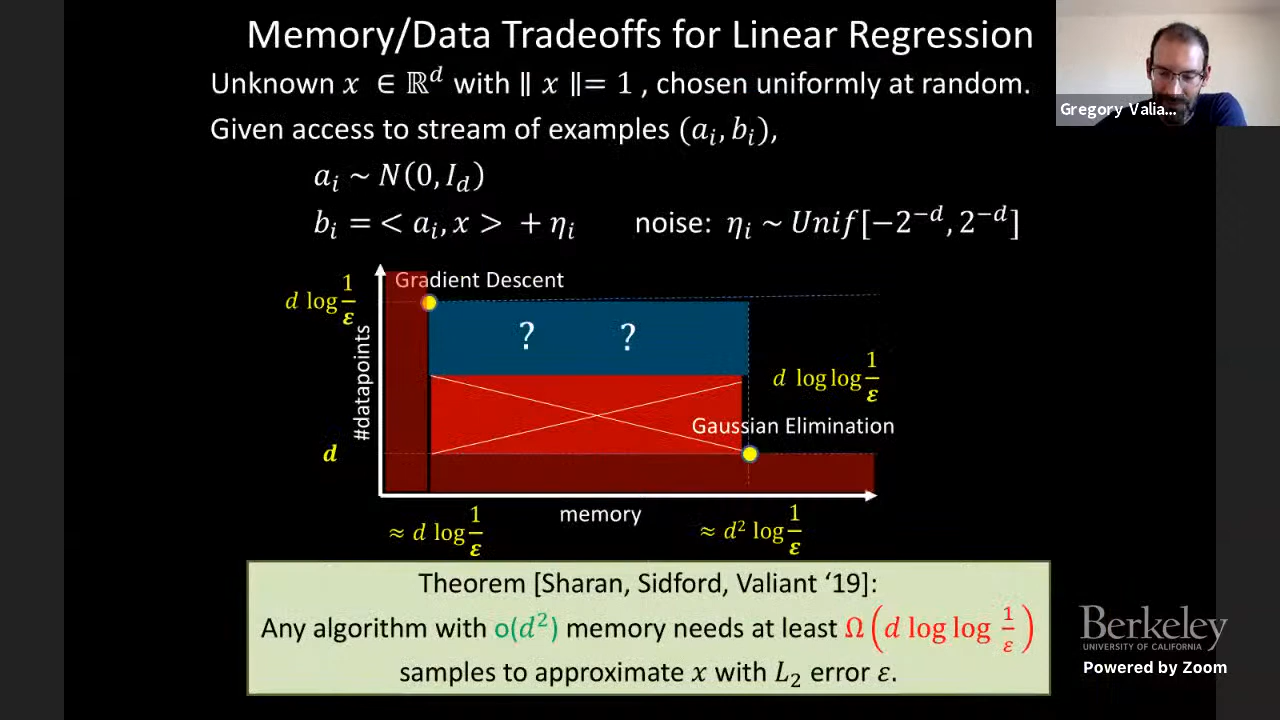 Memory/Data Tradeoffs for Linear Regression
Unknown x ∈ ℝ^d with ‖ x ‖= 1 , chosen uniformly at random.
Gregory Valia...
Given access to stream of examples (a_i, b_i),
a_i ~ N(0, I_d)
b_i = < a_i, x > + η_i noise: η_i ~ Unif[−2^{−d}, 2^{−d}]
Gradient Descent
d log 1/ε
? ?
#datapoints
d log log 1/ε
Gaussian Elimination
d
memory
≈ d log 1/ε
≈ d² log 1/ε
Theorem [Sharan, Sidford, Valiant ‘19]:
Any algorithm with o(d²) memory needs at least Ω(d log log 1/ε)
samples to approximate x with L₂ error ε.
Berkeley
UNIVERSITY OF CALIFORNIA
Powered by Zoom